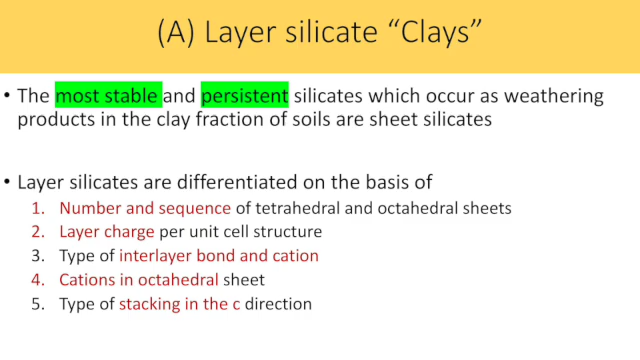 (A) Layer silicate “Clays”
• The most stable and persistent silicates which occur as weathering
products in the clay fraction of soils are sheet silicates
• Layer silicates are differentiated on the basis of
1. Number and sequence of tetrahedral and octahedral sheets
2. Layer charge per unit cell structure
3. Type of interlayer bond and cation
4. Cations in octahedral sheet
5. Type of stacking in the c direction